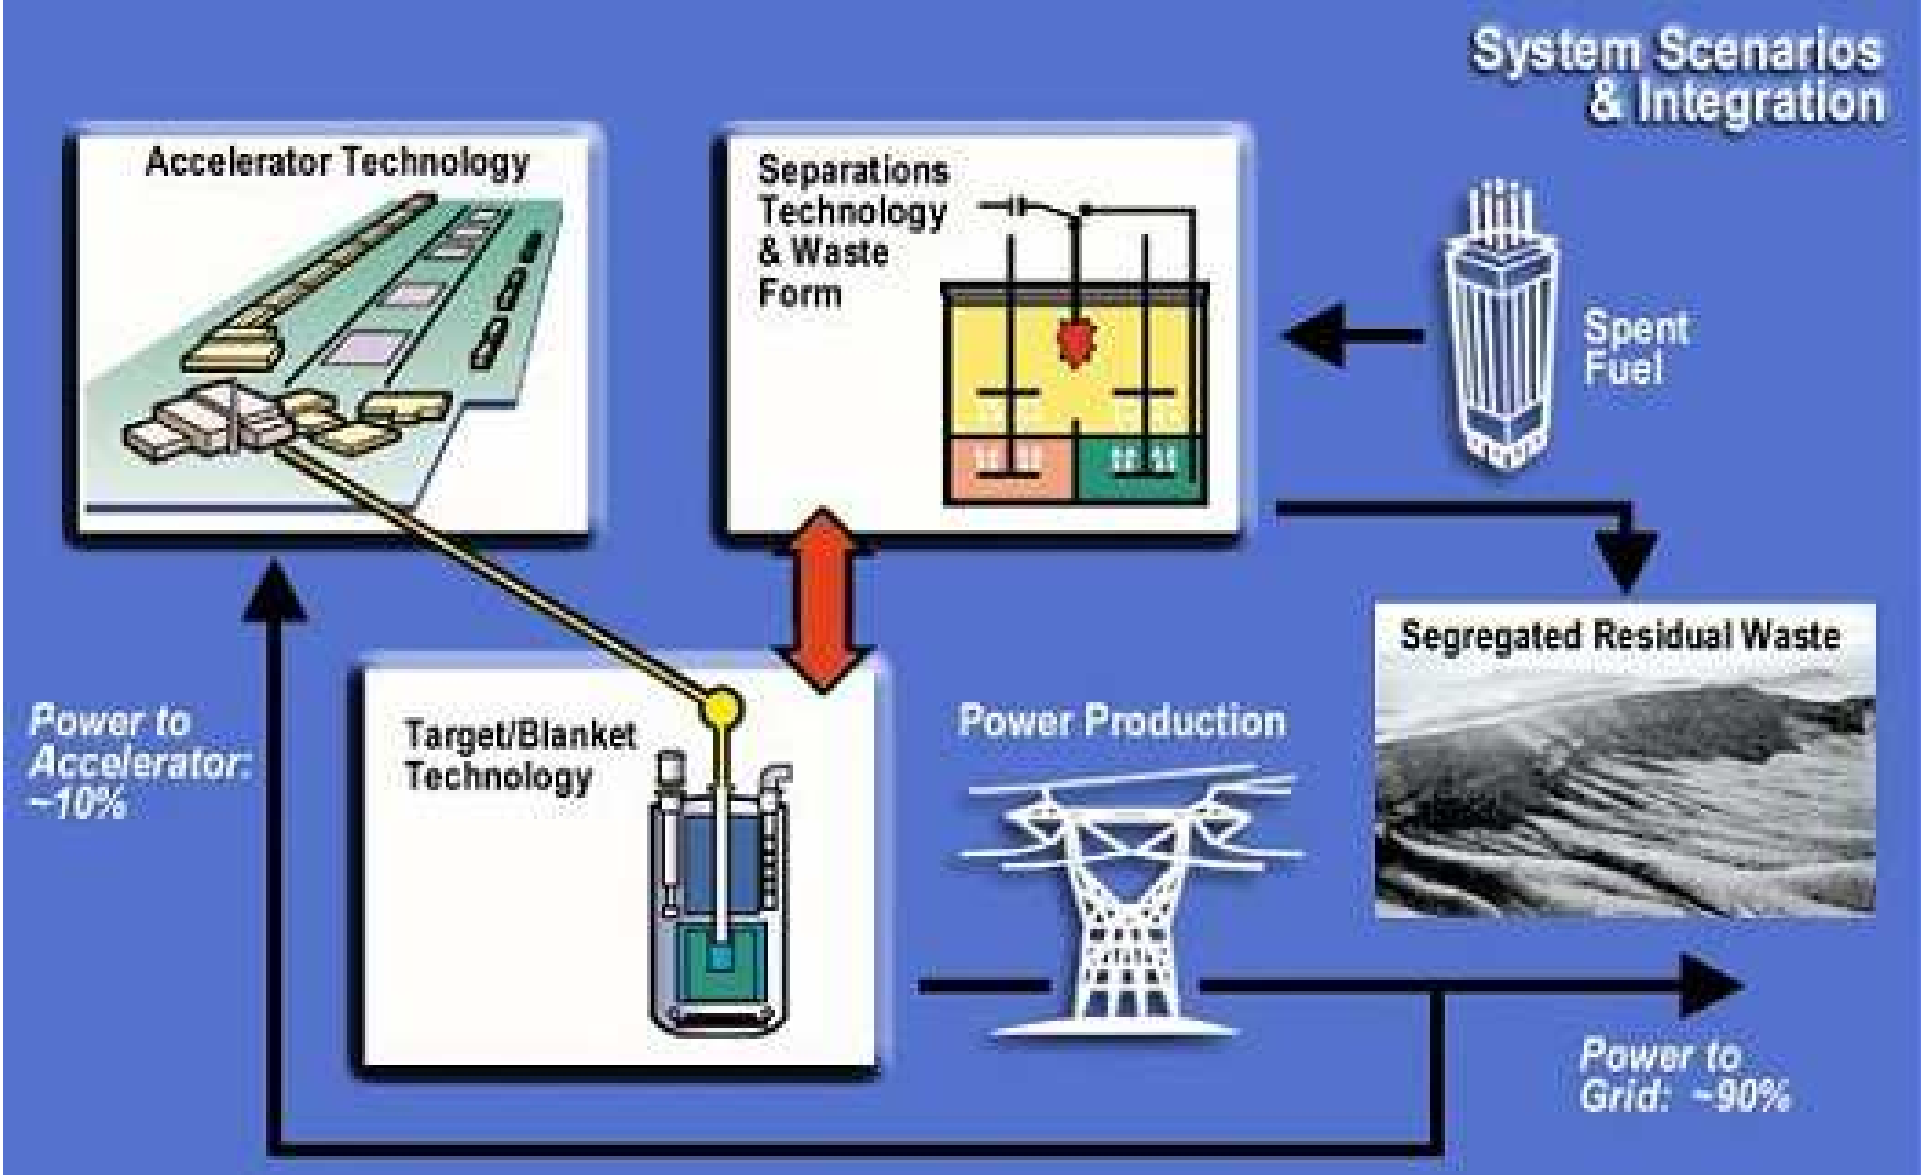 System Scenarios
& Integration
Accelerator Technology
Separations
Technology
& Waste
Form
Spent
Fuel
Segregated Residual Waste
Power to
Accelerator:
~10%
Target/Blanket
Technology
Power Production
Power to
Grid: ~90%